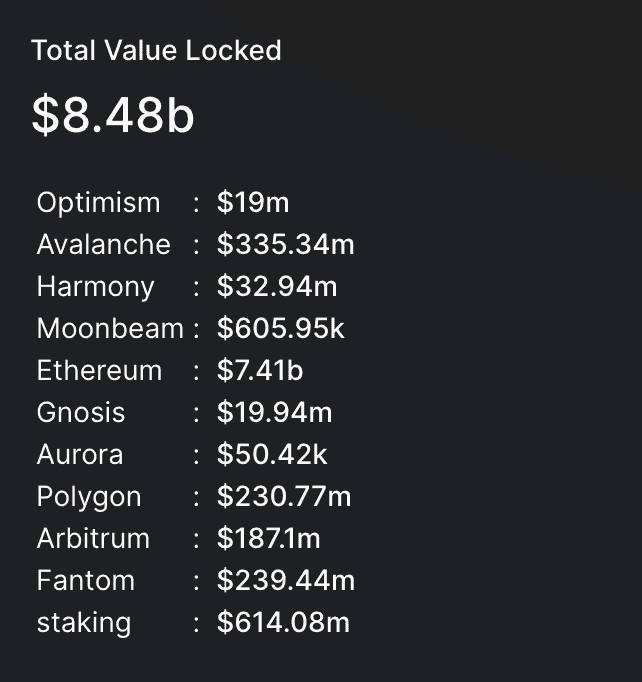 Total Value Locked
$8.48b
Optimism : $19m
Avalanche : $335.34m
Harmony : $32.94m
Moonbeam : $605.95k
Ethereum : $7.41b
Gnosis : $19.94m
Aurora : $50.42k
Polygon : $230.77m
Arbitrum : $187.1m
Fantom : $239.44m
staking : $614.08m